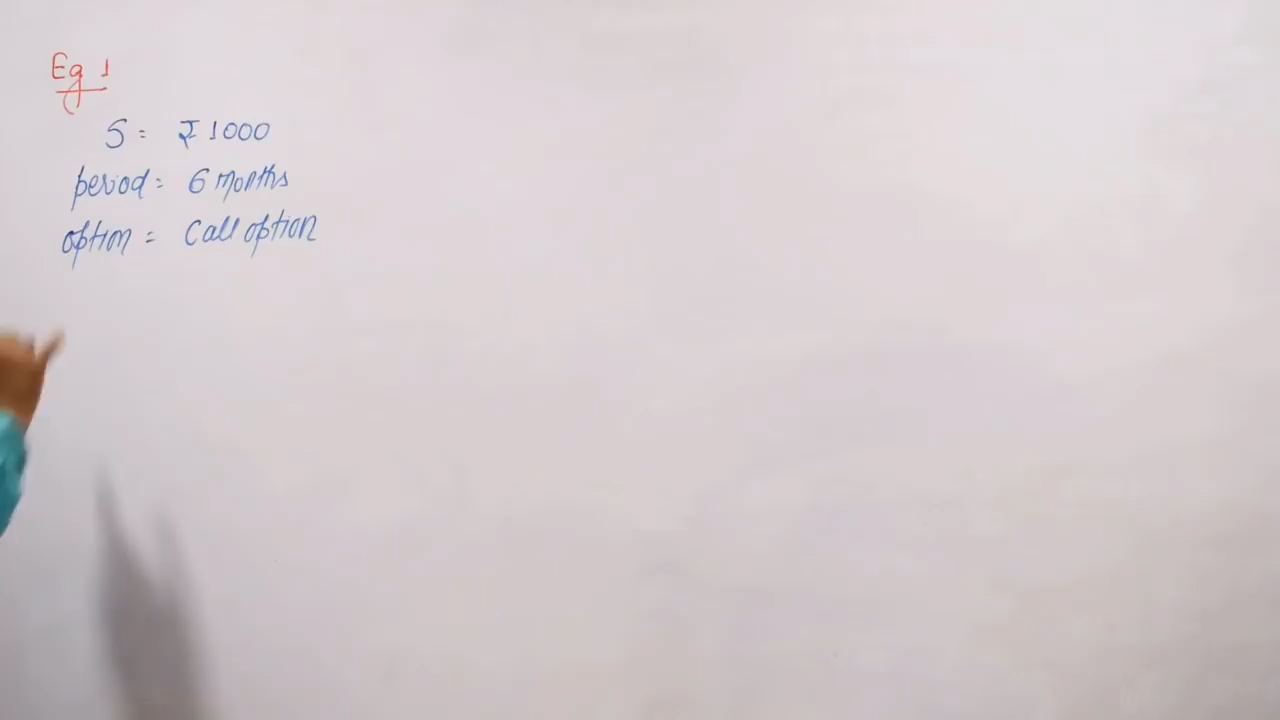 Eg 1
S = ₹ 1000
period = 6 months
option = Call option